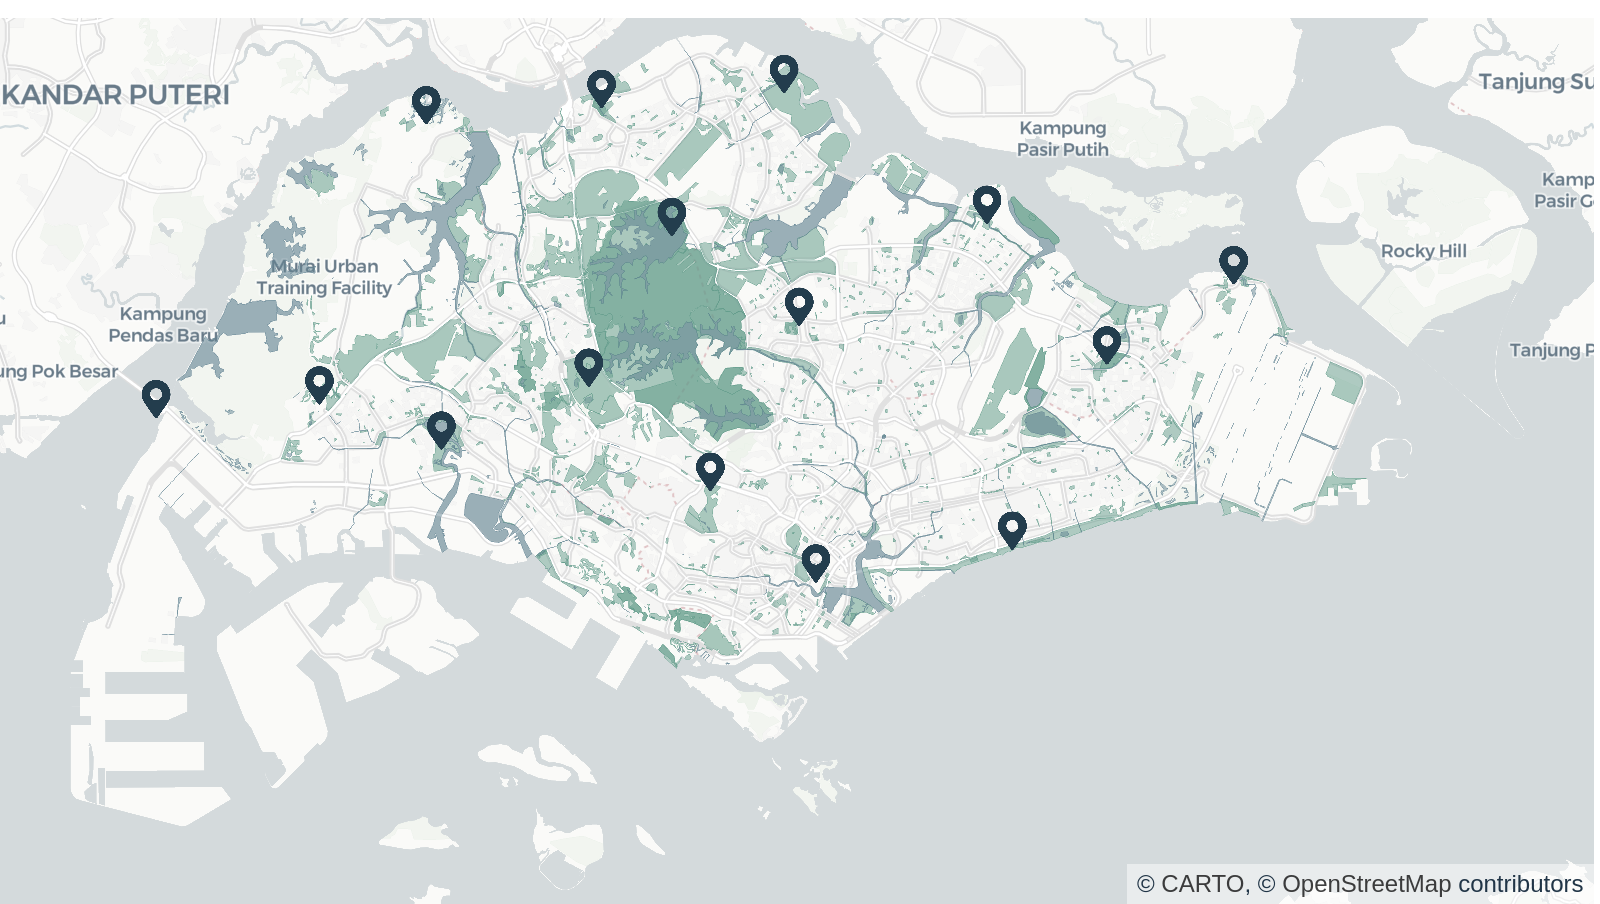 KANDAR PUTERI
Tanjung Su
Kampung
Pasir Putih
Kamp
Pasir G
Rocky Hill
Murai Urban
Training Facility
Kampung
Pendas Baru
ung Pok Besar
Tanjung P
© CARTO, © OpenStreetMap contributors